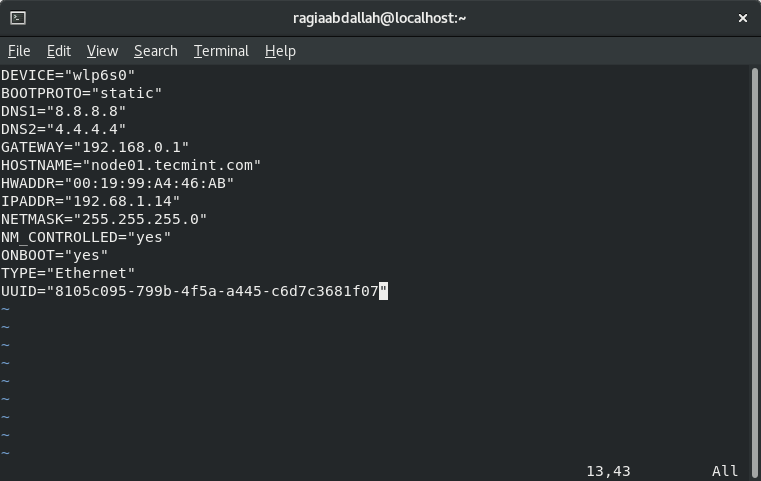 ragiaabdallah@localhost:~
File Edit View Search Terminal Help
DEVICE="wlp6s0"
BOOTPROTO="static"
DNS1="8.8.8.8"
DNS2="4.4.4.4"
GATEWAY="192.168.0.1"
HOSTNAME="node01.tecmint.com"
HWADDR="00:19:99:A4:46:AB"
IPADDR="192.68.1.14"
NETMASK="255.255.255.0"
NM_CONTROLLED="yes"
ONBOOT="yes"
TYPE="Ethernet"
UUID="8105c095-799b-4f5a-a445-c6d7c3681f07"
~
~
~
~
~
~
~
~
~
13,43 All